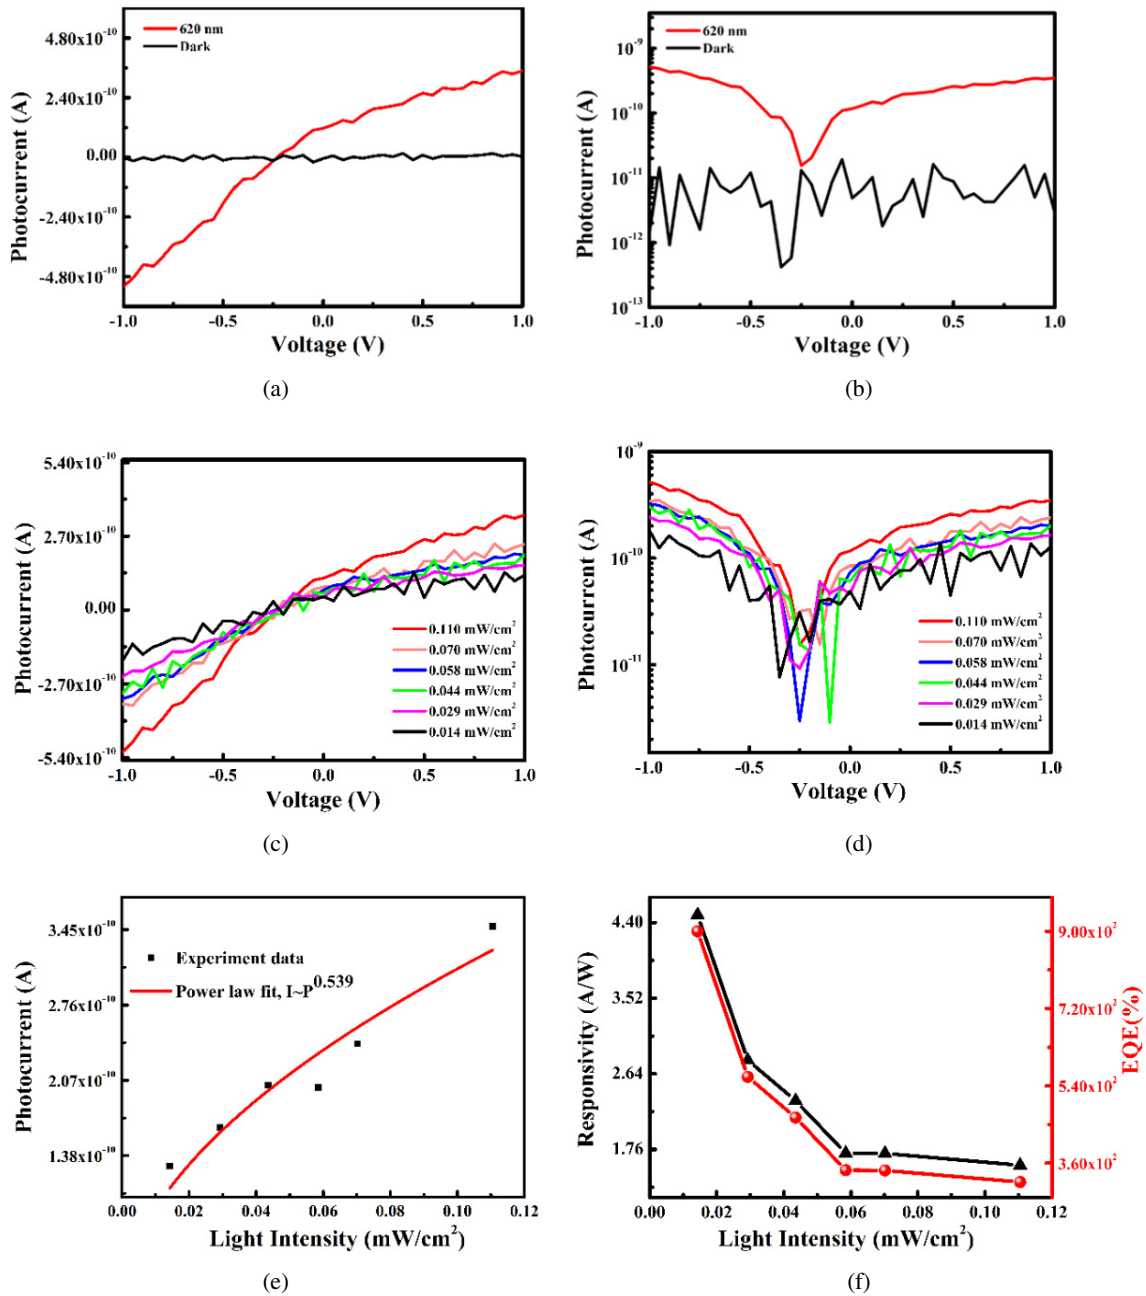 620 nm
Dark
4.80x10⁻¹⁰
2.40x10⁻¹⁰
0.00
-2.40x10⁻¹⁰
-4.80x10⁻¹⁰
Photocurrent (A)
-1.0 -0.5 0.0 0.5 1.0
Voltage (V)
(a)
620 nm
Dark
10⁻⁹
10⁻¹⁰
10⁻¹¹
10⁻¹²
10⁻¹³
Photocurrent (A)
-1.0 -0.5 0.0 0.5 1.0
Voltage (V)
(b)
5.40x10⁻¹⁰
2.70x10⁻¹⁰
0.00
-2.70x10⁻¹⁰
-5.40x10⁻¹⁰
Photocurrent (A)
0.110 mW/cm²
0.070 mW/cm²
0.058 mW/cm²
0.044 mW/cm²
0.029 mW/cm²
0.014 mW/cm²
-1.0 -0.5 0.0 0.5 1.0
Voltage (V)
(c)
10⁻⁹
10⁻¹⁰
10⁻¹¹
Photocurrent (A)
0.110 mW/cm²
0.070 mW/cm²
0.058 mW/cm²
0.044 mW/cm²
0.029 mW/cm²
0.014 mW/cm²
-1.0 -0.5 0.0 0.5 1.0
Voltage (V)
(d)
3.45x10⁻¹⁰
2.76x10⁻¹⁰
2.07x10⁻¹⁰
1.38x10⁻¹⁰
Photocurrent (A)
Experiment data
Power law fit, I~P^0.539
0.00 0.02 0.04 0.06 0.08 0.10 0.12
Light Intensity (mW/cm²)
(e)
4.40
3.52
2.64
1.76
Responsivity (A/W)
9.00x10²
7.20x10²
5.40x10²
3.60x10²
EQE(%)
0.00 0.02 0.04 0.06 0.08 0.10 0.12
Light Intensity (mW/cm²)
(f)